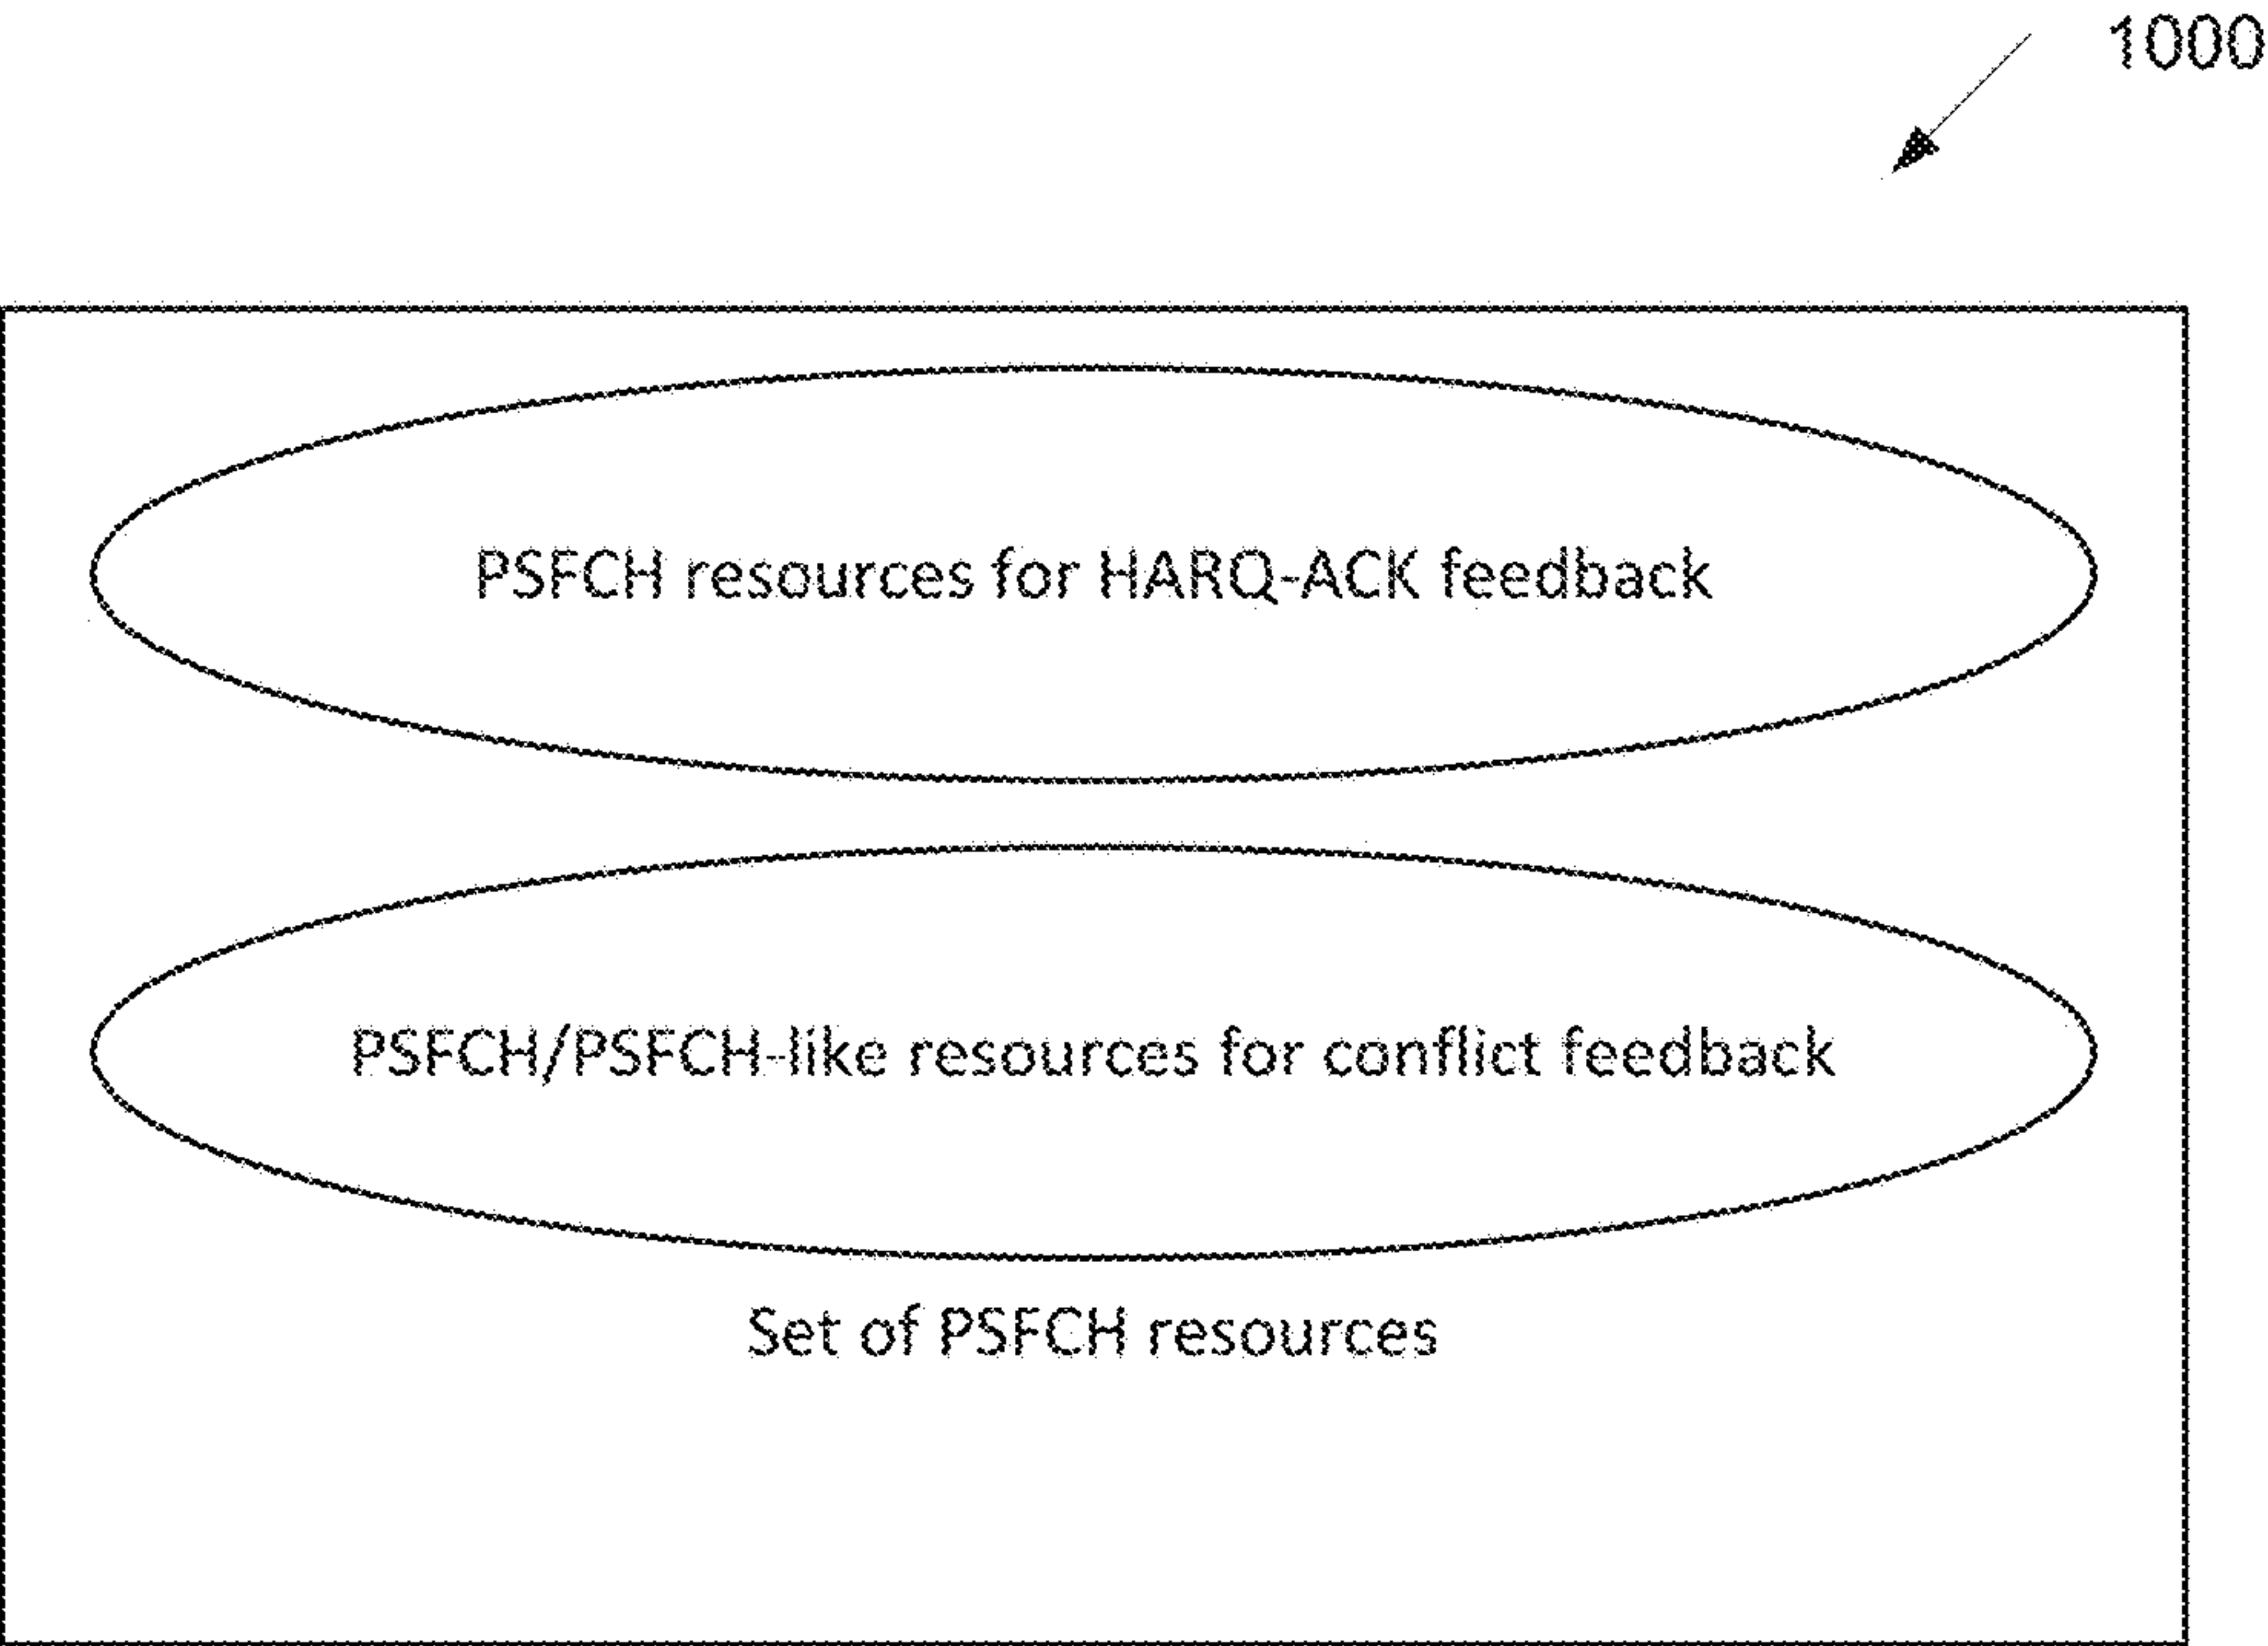 1000
PSFCH resources for HARQ-ACK feedback
PSFCH/PSFCH-like resources for conflict feedback
Set of PSFCH resources